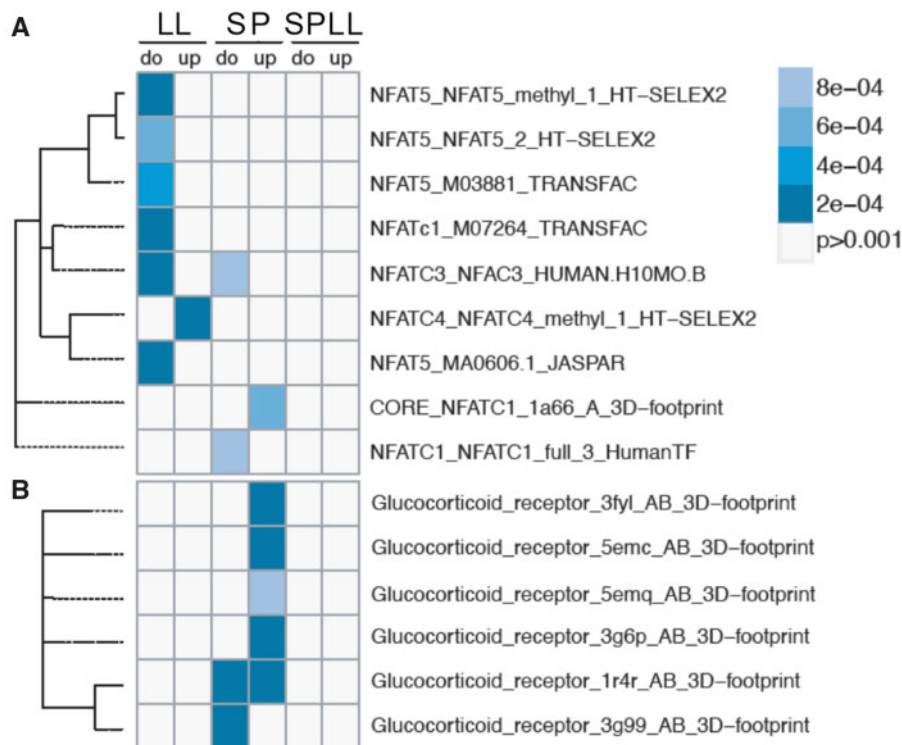 A
LL SP SPLL
do up do up do up
NFAT5_NFAT5_methyl_1_HT−SELEX2
NFAT5_NFAT5_2_HT−SELEX2
NFAT5_M03881_TRANSFAC
NFATc1_M07264_TRANSFAC
NFATC3_NFAC3_HUMAN.H10MO.B
NFATC4_NFATC4_methyl_1_HT−SELEX2
NFAT5_MA0606.1_JASPAR
CORE_NFATC1_1a66_A_3D−footprint
NFATC1_NFATC1_full_3_HumanTF
8e−04
6e−04
4e−04
2e−04
p>0.001
B
Glucocorticoid_receptor_3fyl_AB_3D−footprint
Glucocorticoid_receptor_5emc_AB_3D−footprint
Glucocorticoid_receptor_5emq_AB_3D−footprint
Glucocorticoid_receptor_3g6p_AB_3D−footprint
Glucocorticoid_receptor_1r4r_AB_3D−footprint
Glucocorticoid_receptor_3g99_AB_3D−footprint